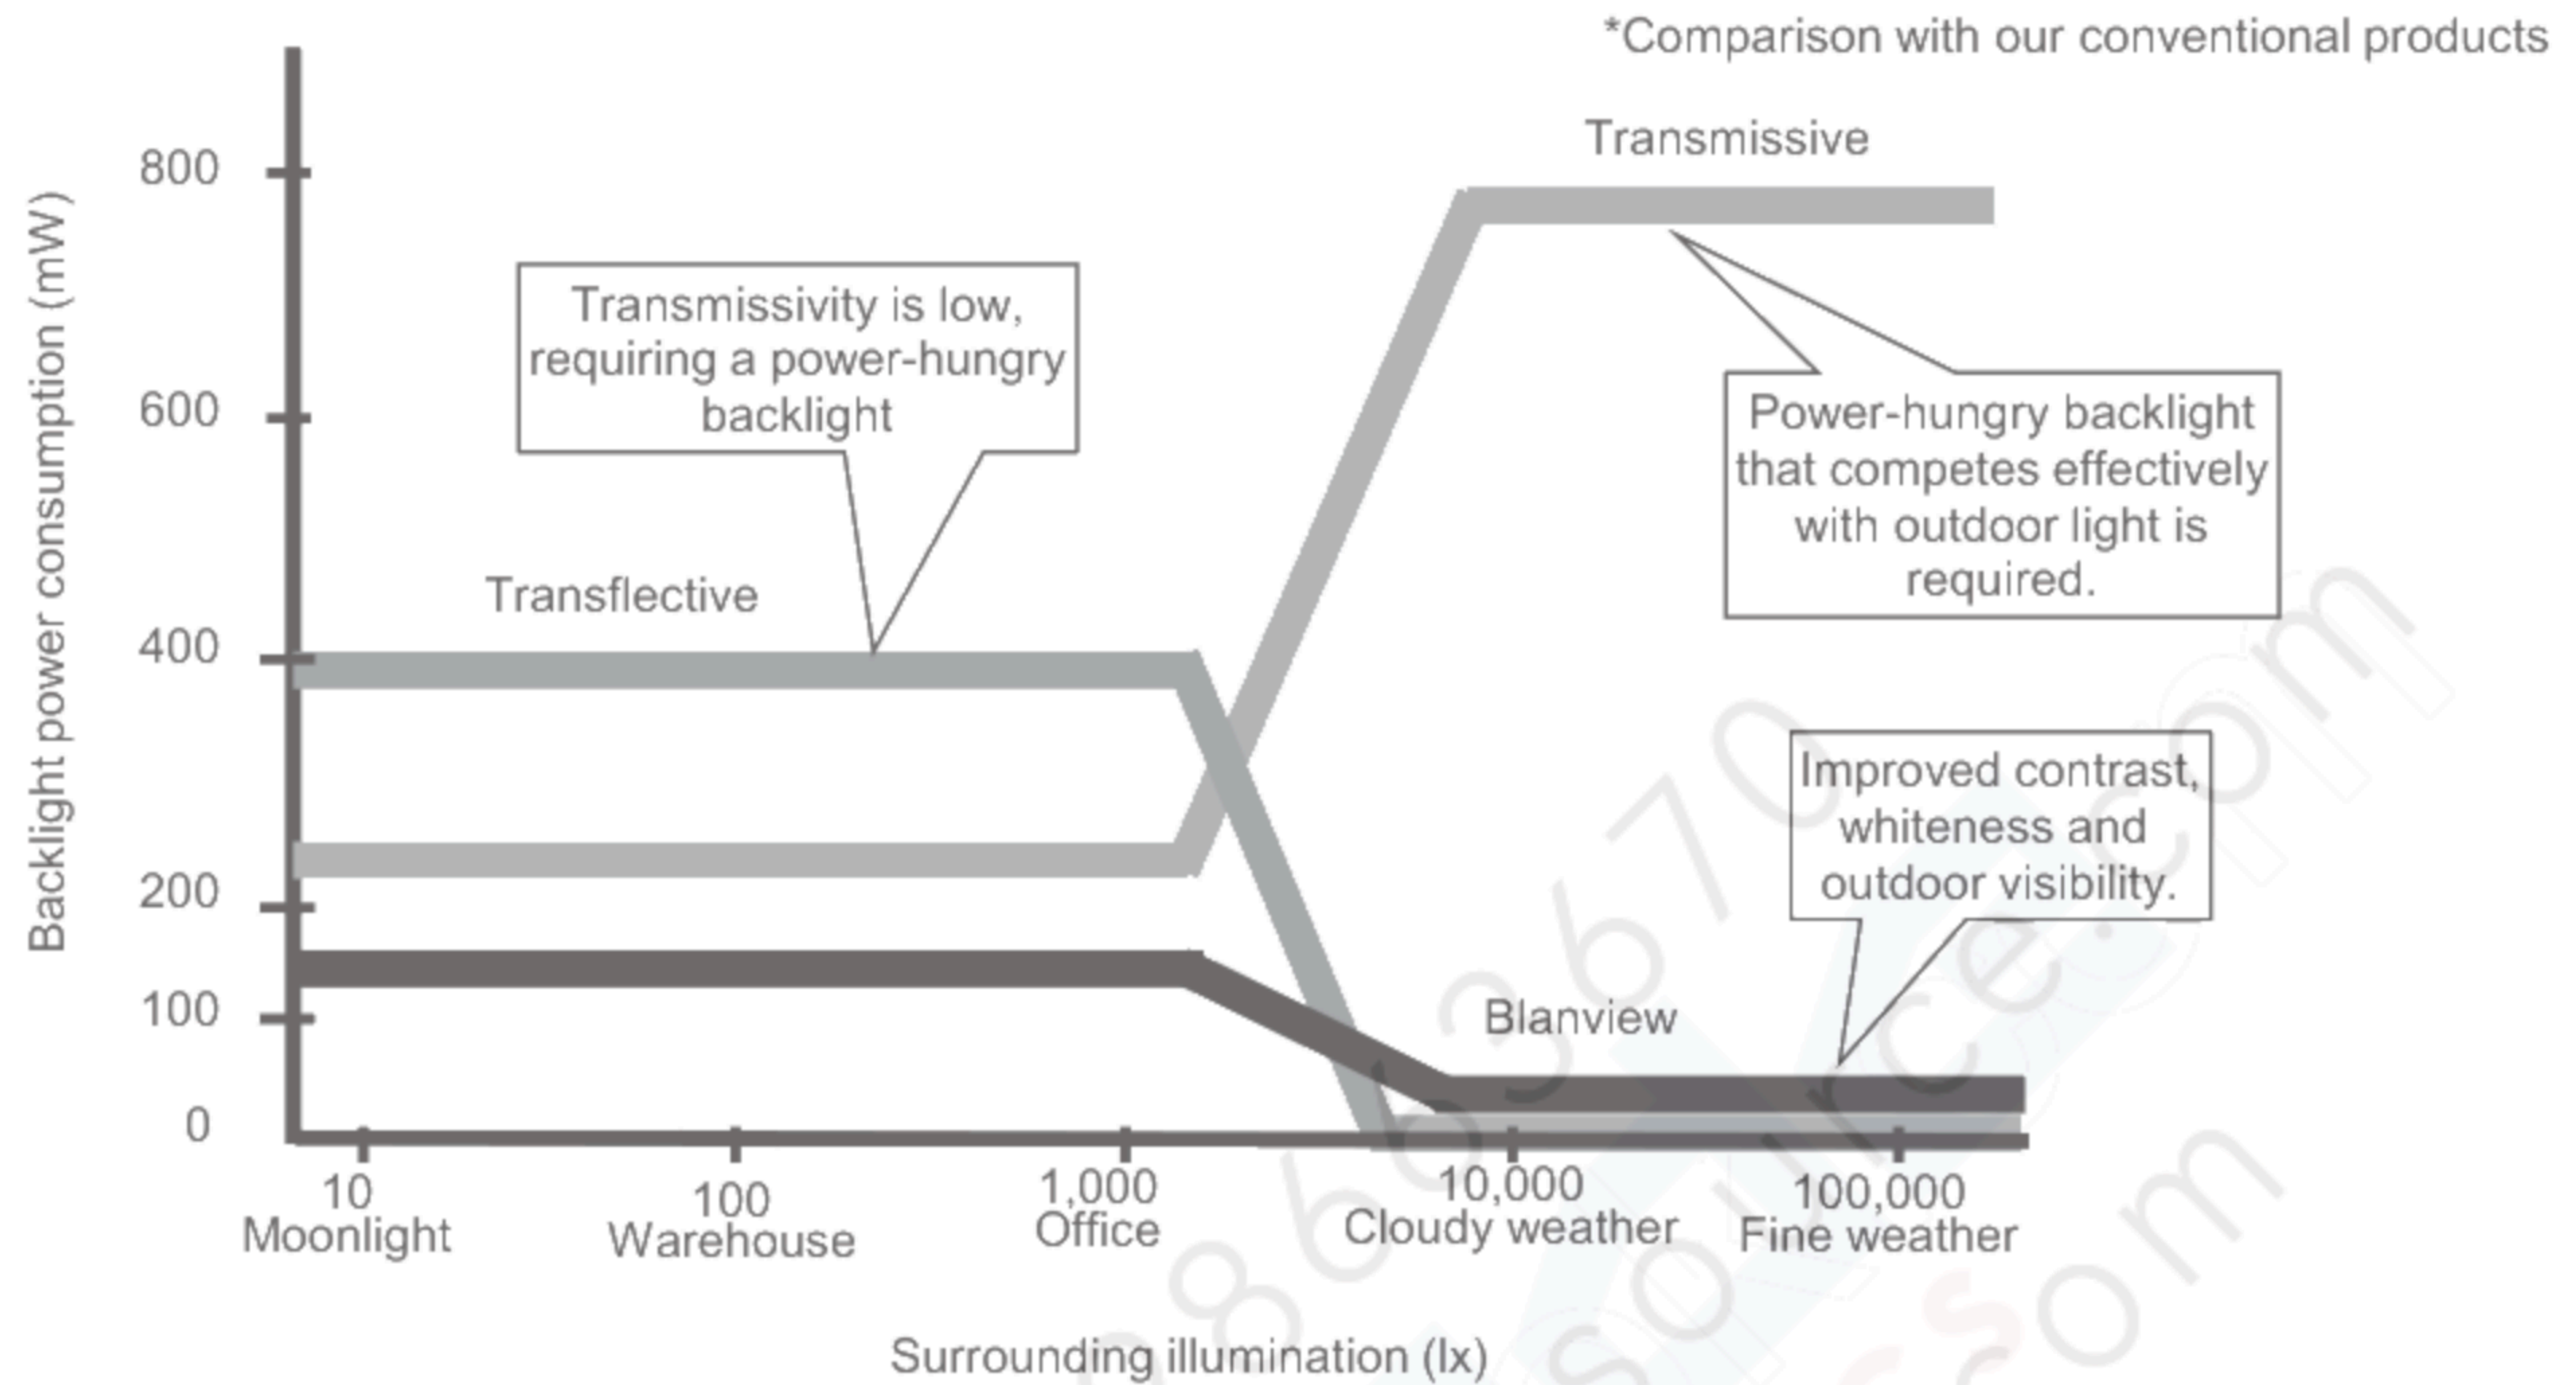 *Comparison with our conventional products
Transmissive
800
600
400
200
100
0
Backlight power consumption (mW)
Transmissivity is low,
requiring a power-hungry
backlight
Transflective
Power-hungry backlight
that competes effectively
with outdoor light is
required.
Improved contrast,
whiteness and
outdoor visibility.
Blanview
10
Moonlight
100
Warehouse
1,000
Office
10,000
Cloudy weather
100,000
Fine weather
Surrounding illumination (lx)